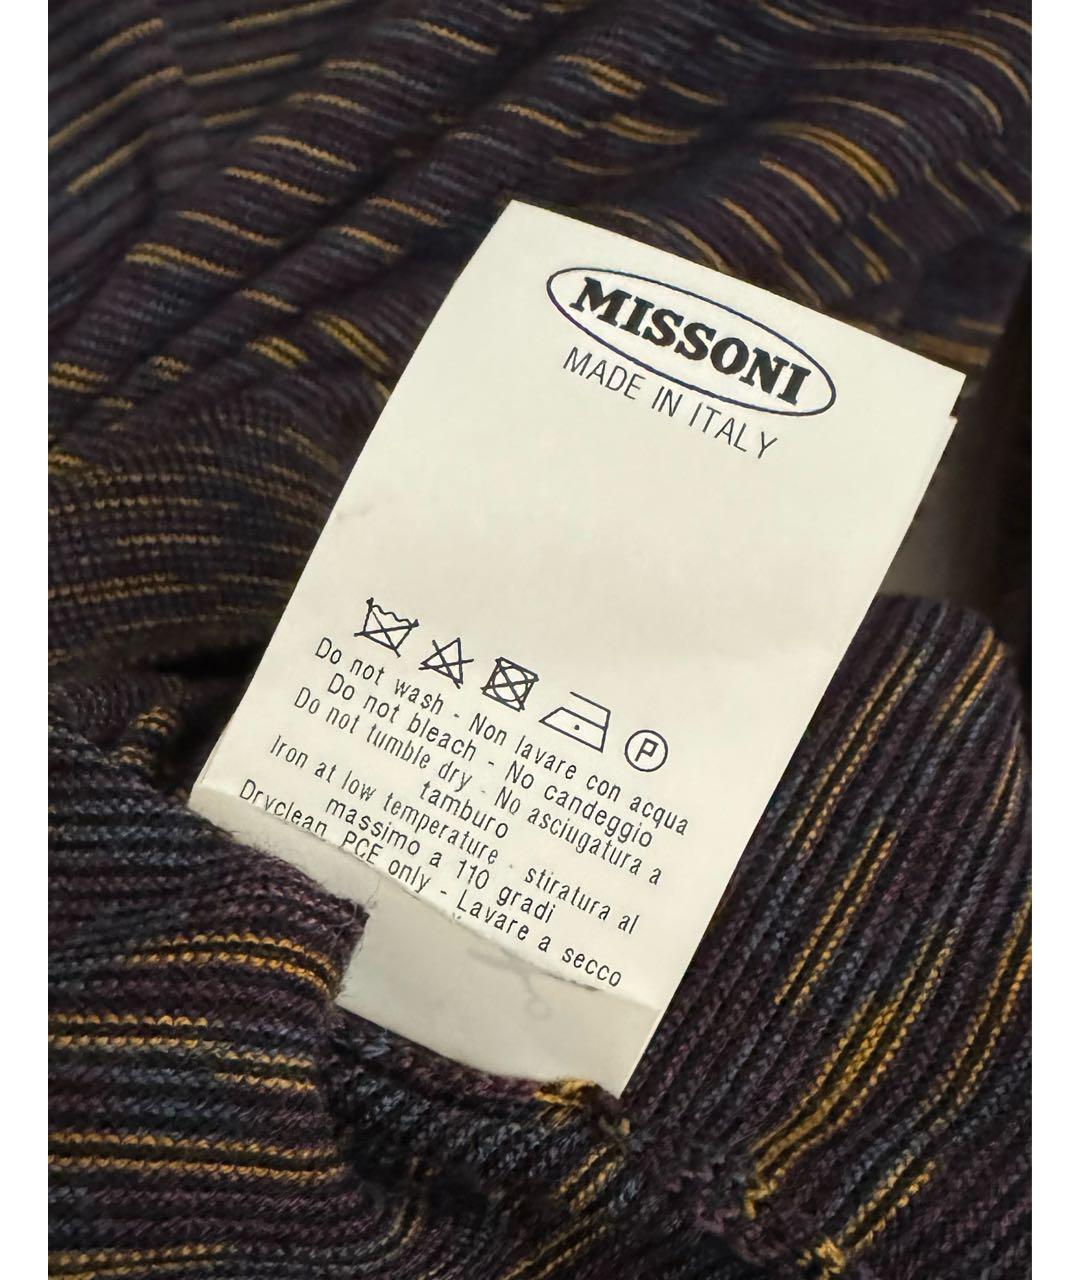 MISSONI
MADE IN ITALY
P
Do not wash - Non lavare con acqua
Do not bleach - No candeggio
Do not tumble dry - No asciugatura a
tamburo
Iron at low temperature - stiratura al
massimo a 110 gradi
Dryclean PCE only - Lavare a secco